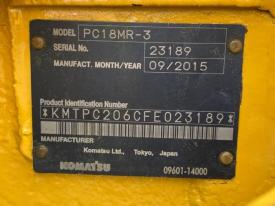 MODEL PC18MR-3
SERIAL No. 23189
MANUFACT. MONTH/YEAR 09/2015
Product Identification Number
*KMTPC206CFE023189*
MANUFACTURER
Komatsu Ltd., Tokyo, Japan
KOMATSU 09601-14000